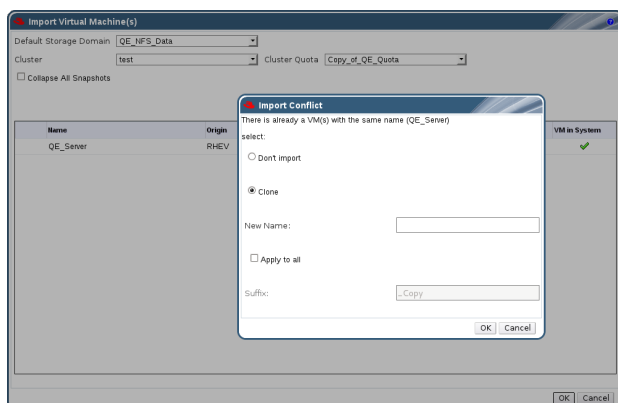 Import Virtual Machine(s)
Default Storage Domain QE_NFS_Data
Cluster test Cluster Quota Copy_of_QE_Quota
Collapse All Snapshots
Import Conflict
There is already a VM(s) with the same name (QE_Server)
select:
Don't import
Clone
New Name:
Apply to all
Suffix: _Copy
OK Cancel
Name Origin VM in System
QE_Server RHEV
OK Cancel